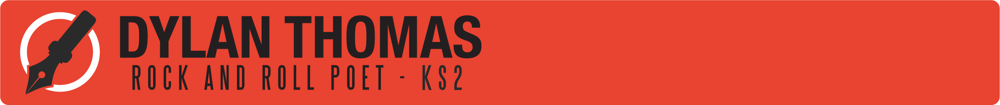 DYLAN THOMAS
ROCK AND ROLL POET - KS2